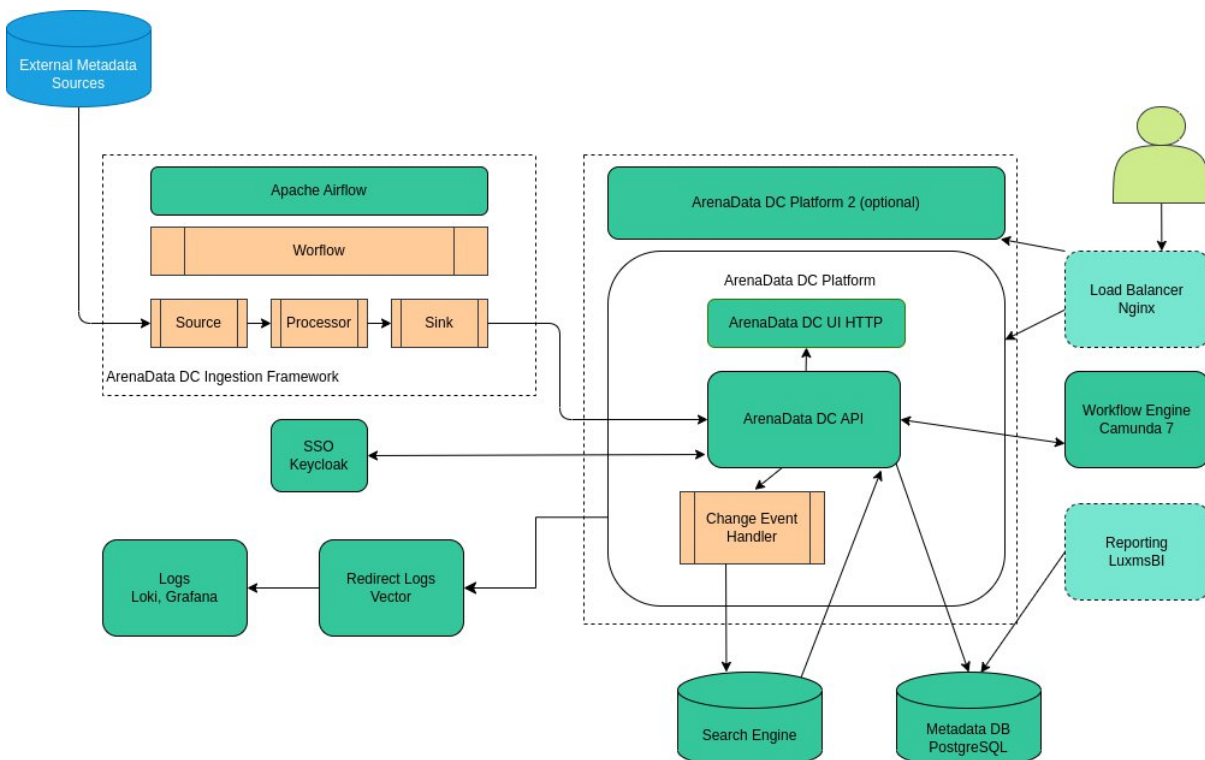 External Metadata
Sources
Apache Airflow
Worflow
Source
Processor
Sink
ArenaData DC Ingestion Framework
ArenaData DC Platform 2 (optional)
ArenaData DC Platform
ArenaData DC UI HTTP
ArenaData DC API
Change Event
Handler
Load Balancer
Nginx
Workflow Engine
Camunda 7
Reporting
LuxmsBI
SSO
Keycloak
Logs
Loki, Grafana
Redirect Logs
Vector
Search Engine
Metadata DB
PostgreSQL